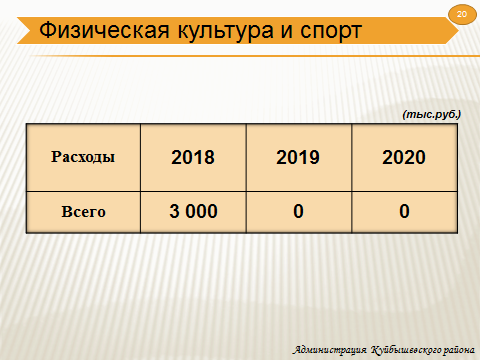 20
Физическая культура и спорт
(тыс.руб.)
Расходы 2018 2019 2020
Всего 3 000 0 0
Администрация Куйбышевского района